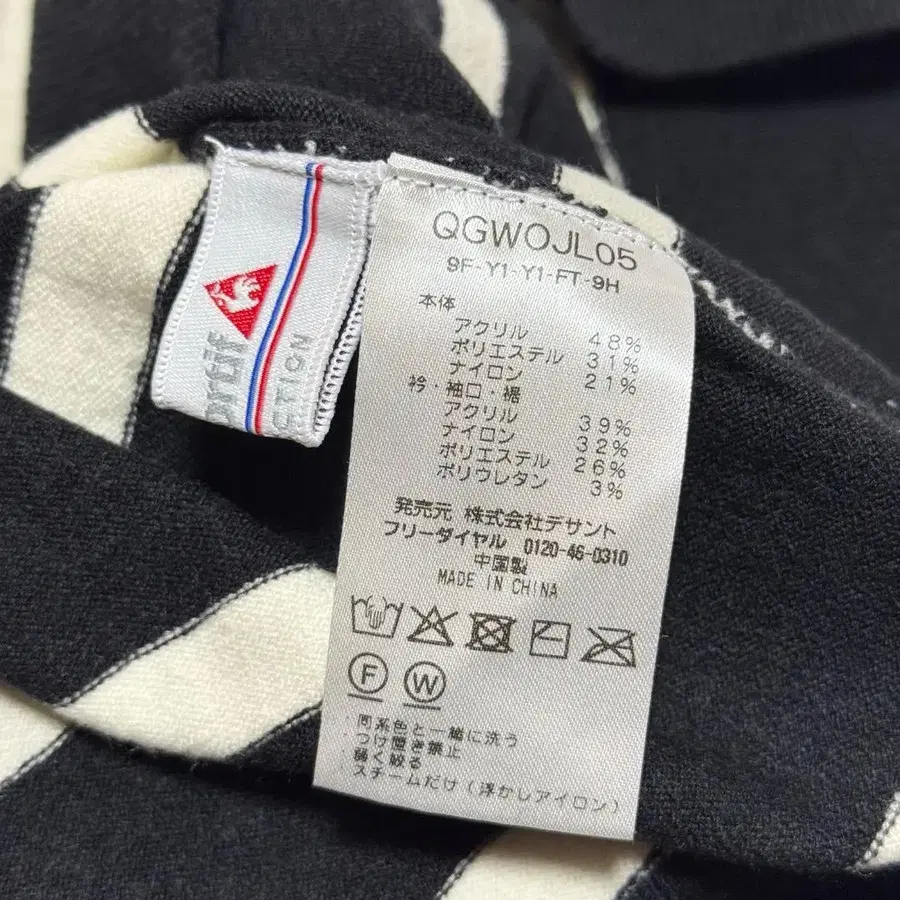 ortif
CTION
QGWOJL05
9F-Y1-Y1-FT-9H
本体
アクリル 48%
ポリエステル 31%
ナイロン 21%
衿・袖口・裾
アクリル 39%
ナイロン 32%
ポリエステル 26%
ポリウレタン 3%
発売元 株式会社デサント
フリーダイヤル 0120-46-0310
中国製
MADE IN CHINA
F W
・同系色と一緒に洗う
・つけ置き禁止
・弱く絞る
・スチームだけ(浮かしアイロン)